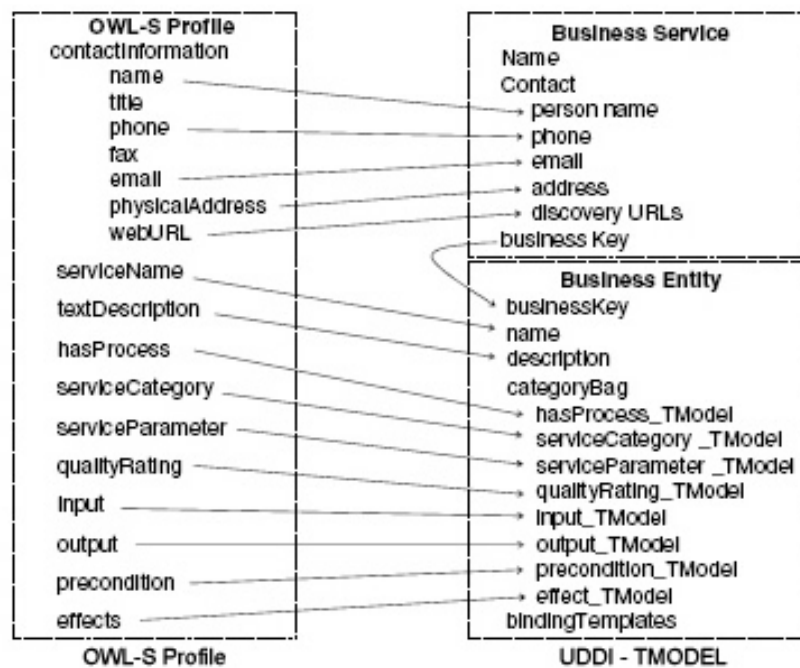 OWL-S Profile
contactInformation
name
title
phone
fax
email
physicalAddress
webURL
serviceName
textDescription
hasProcess
serviceCategory
serviceParameter
qualityRating
Input
output
precondition
effects
OWL-S Profile
Business Service
Name
Contact
person name
phone
email
address
discovery URLs
business Key
Business Entity
businessKey
name
description
categoryBag
hasProcess_TModel
serviceCategory _TModel
serviceParameter _TModel
qualityRating_TModel
Input_TModel
output_TModel
precondition_TModel
effect_TModel
bindingTemplates
UDDI - TMODEL